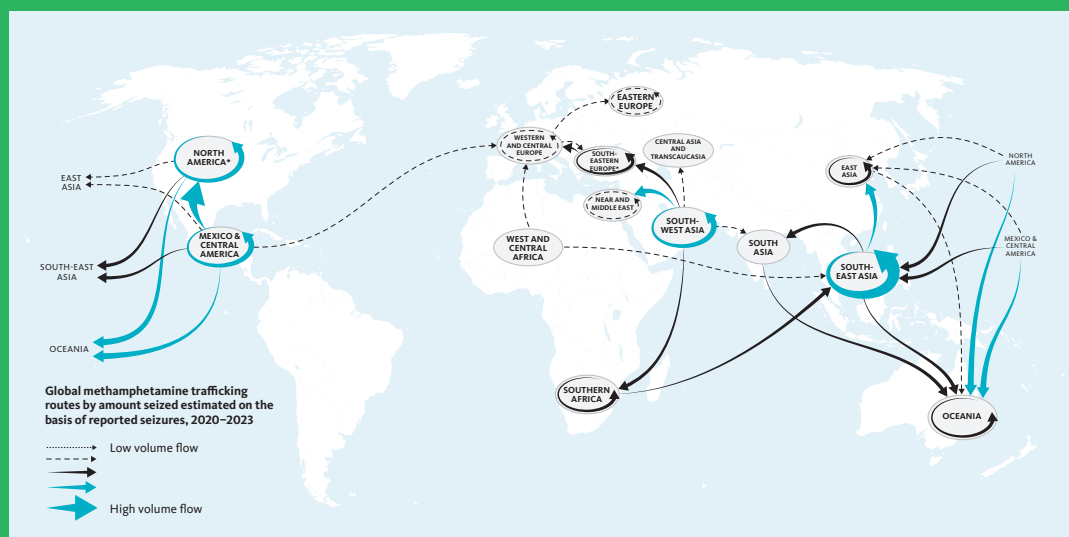 EASTERN
EUROPE
WESTERN
AND CENTRAL
EUROPE
CENTRAL ASIA
AND
TRANSCAUCASIA
SOUTH-
EASTERN
EUROPE*
NORTH
AMERICA*
EAST
ASIA
NORTH
AMERICA
EAST
ASIA
NEAR AND
MIDDLE EAST
SOUTH-
WEST ASIA
MEXICO &
CENTRAL
AMERICA
WEST AND
CENTRAL
AFRICA
SOUTH
ASIA
MEXICO &
CENTRAL
AMERICA
SOUTH-EAST
ASIA
SOUTH-
EAST ASIA
OCEANIA
SOUTHERN
AFRICA
OCEANIA
Global methamphetamine trafficking
routes by amount seized estimated on the
basis of reported seizures, 2020–2023
Low volume flow
High volume flow